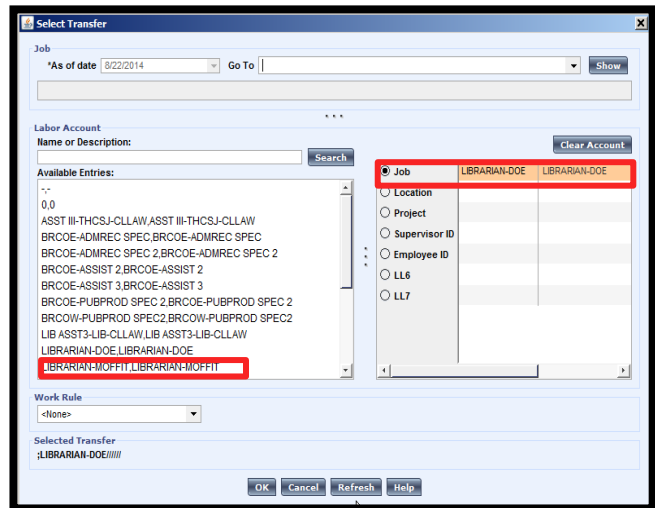 Select Transfer
Job
*As of date 8/22/2014 Go To Show
Labor Account
Name or Description:
Clear Account
Search
Available Entries:
-,-
0,0
ASST III-THCSJ-CLLAW,ASST III-THCSJ-CLLAW
BRCOE-ADMREC SPEC,BRCOE-ADMREC SPEC
BRCOE-ADMREC SPEC 2,BRCOE-ADMREC SPEC 2
BRCOE-ASSIST 2,BRCOE-ASSIST 2
BRCOE-ASSIST 3,BRCOE-ASSIST 3
BRCOE-PUBPROD SPEC 2,BRCOE-PUBPROD SPEC 2
BRCOW-PUBPROD SPEC2,BRCOW-PUBPROD SPEC2
LIB ASST3-LIB-CLLAW,LIB ASST3-LIB-CLLAW
LIBRARIAN-DOE,LIBRARIAN-DOE
LIBRARIAN-MOFFIT,LIBRARIAN-MOFFIT
Job LIBRARIAN-DOE LIBRARIAN-DOE
Location
Project
Supervisor ID
Employee ID
LL6
LL7
Work Rule
<None>
Selected Transfer
;LIBRARIAN-DOE//////
OK Cancel Refresh Help